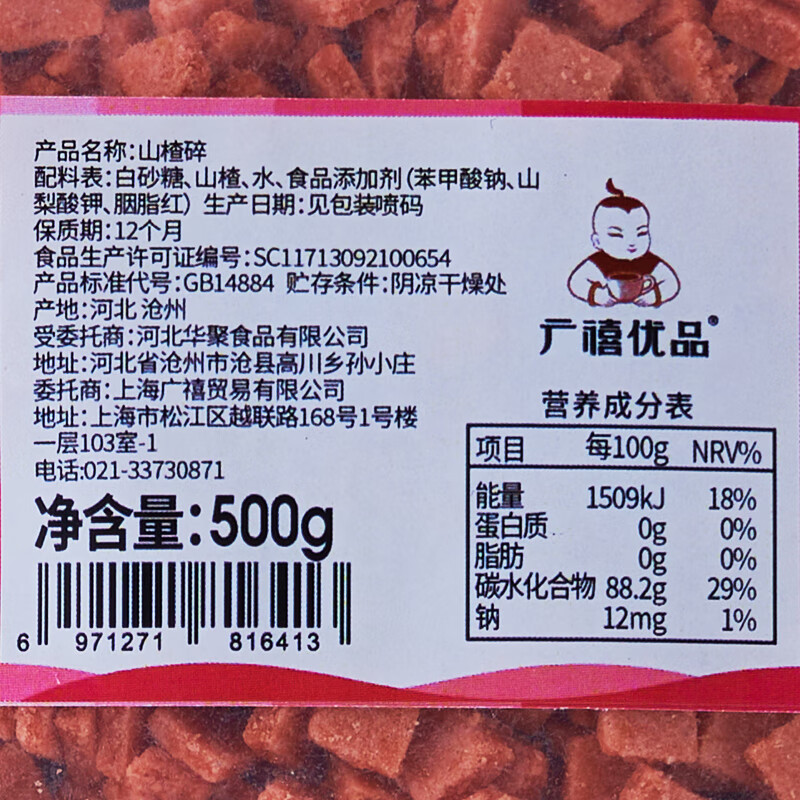 产品名称:山楂碎
配料表:白砂糖、山楂、水、食品添加剂(苯甲酸钠、山
梨酸钾、胭脂红) 生产日期:见包装喷码
保质期:12个月
食品生产许可证编号:SC11713092100654
产品标准代号:GB14884 贮存条件:阴凉干燥处
产地:河北 沧州
受委托商:河北华聚食品有限公司
地址:河北省沧州市沧县高川乡孙小庄
委托商:上海广禧贸易有限公司
地址:上海市松江区越联路168号1号楼
一层103室-1
电话:021-33730871
净含量:500g
6 971271 816413
广禧优品®
营养成分表
项目 每100g NRV%
能量 1509kJ 18%
蛋白质 0g 0%
脂肪 0g 0%
碳水化合物 88.2g 29%
钠 12mg 1%